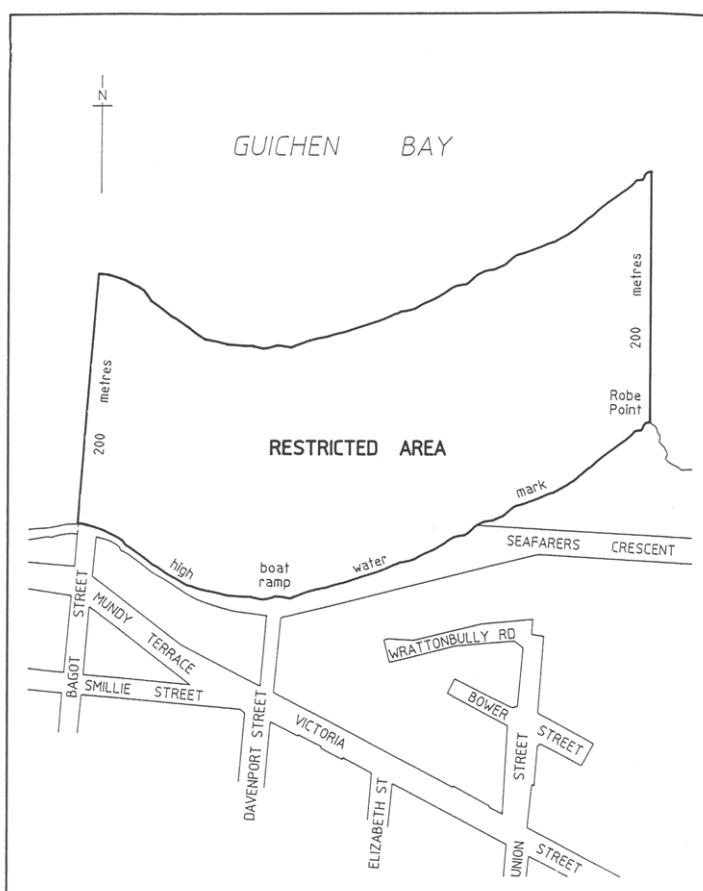 N
GUICHEN BAY
200 metres
200 metres
Robe
Point
RESTRICTED AREA
high
boat
ramp
water
mark
SEAFARERS CRESCENT
BAGOT STREET
MUNDY TERRACE
SMILLIE STREET
DAVENPORT STREET
VICTORIA STREET
ELIZABETH ST
WRATTONBULLY RD
BOWER STREET
UNION STREET